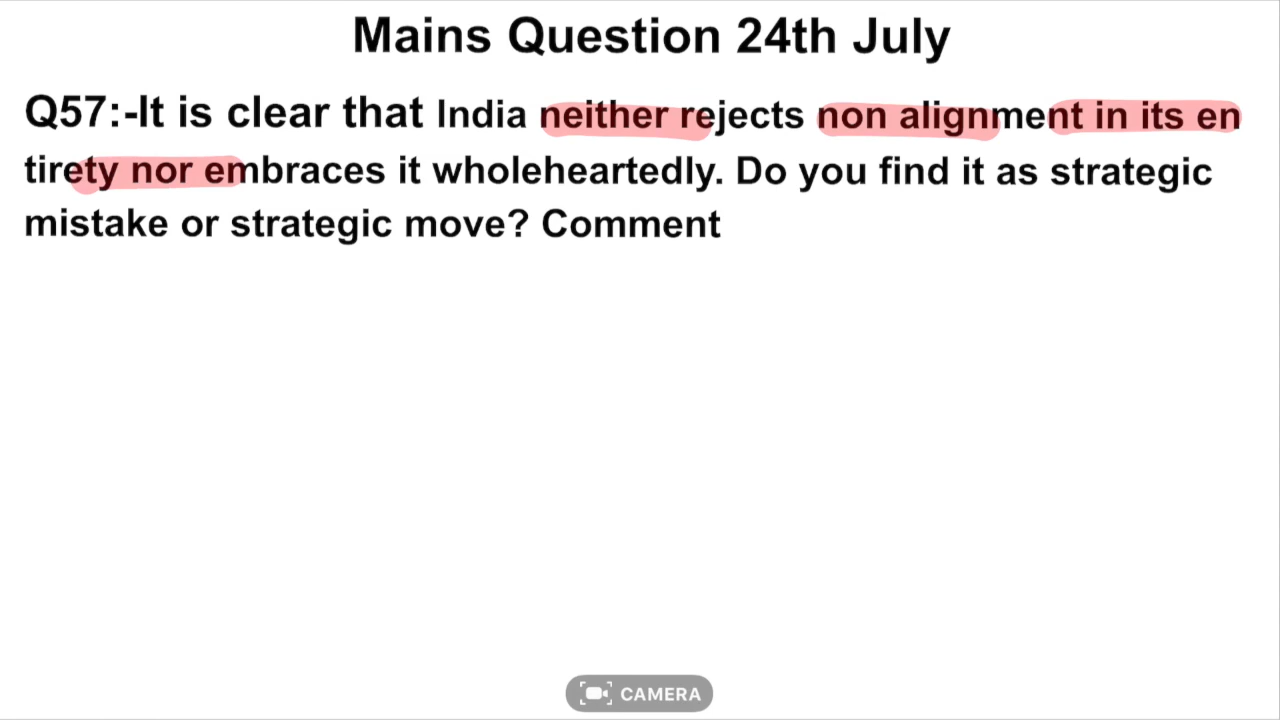 Mains Question 24th July
Q57:-It is clear that India neither rejects non alignment in its en
tirety nor embraces it wholeheartedly. Do you find it as strategic
mistake or strategic move? Comment
CAMERA